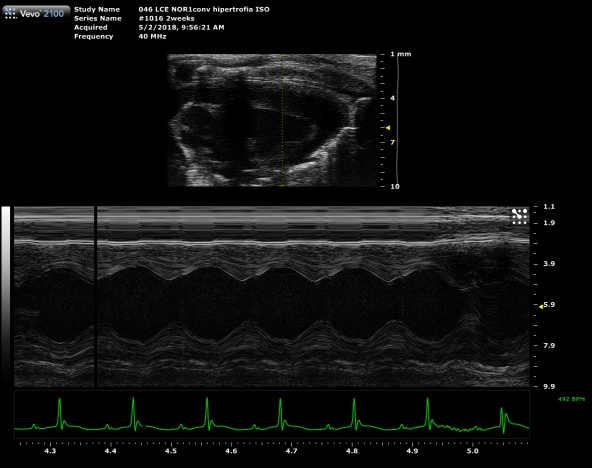 Vevo 2100
Study Name 046 LCE NOR1conv hipertrofia ISO
Series Name #1016 2weeks
Acquired 5/2/2018, 9:56:21 AM
Frequency 40 MHz
1 mm
4
7
10
1.1
1.9
3.9
5.9
7.9
9.9
492 BPM
4.3 4.4 4.5 4.6 4.7 4.8 4.9 5.0